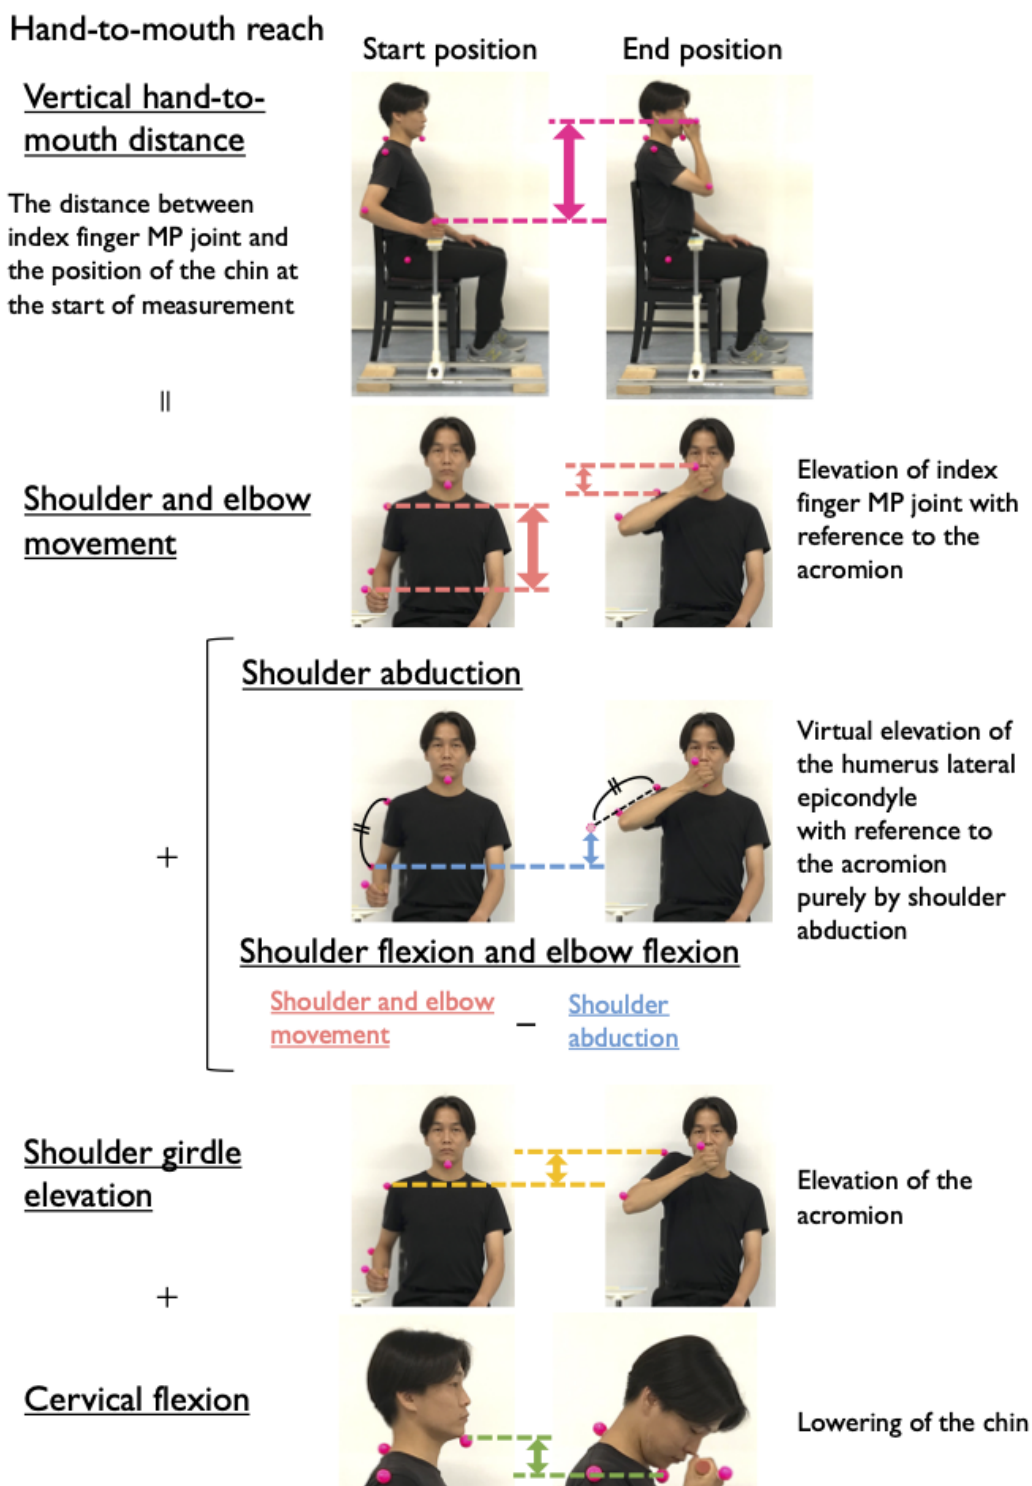 Hand-to-mouth reach
Start position
End position
Vertical hand-to-
mouth distance
The distance between
index finger MP joint and
the position of the chin at
the start of measurement
=
Shoulder and elbow
movement
Elevation of index
finger MP joint with
reference to the
acromion
Shoulder abduction
Virtual elevation of
the humerus lateral
epicondyle
with reference to
the acromion
purely by shoulder
abduction
+
Shoulder flexion and elbow flexion
Shoulder and elbow
movement
–
Shoulder
abduction
Shoulder girdle
elevation
Elevation of the
acromion
+
Cervical flexion
Lowering of the chin